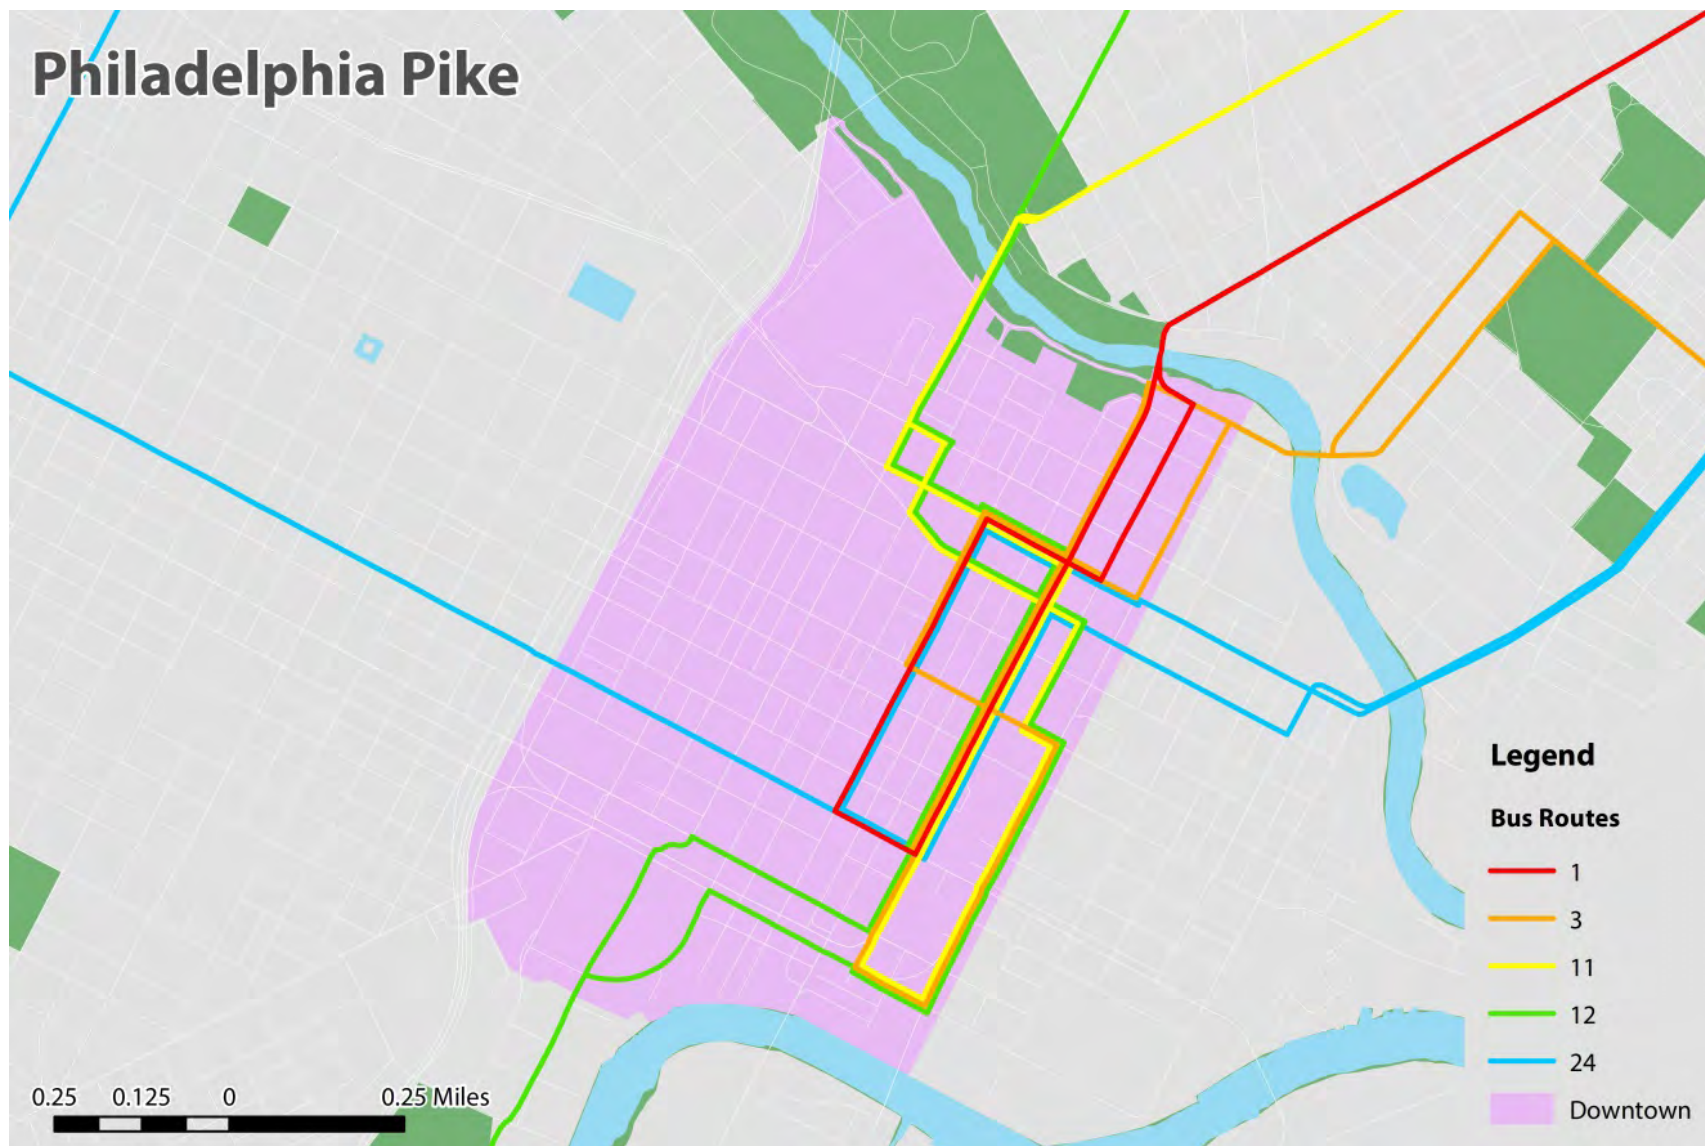 Philadelphia Pike
Legend
Bus Routes
1
3
11
12
24
Downtown
0.25 0.125 0 0.25 Miles